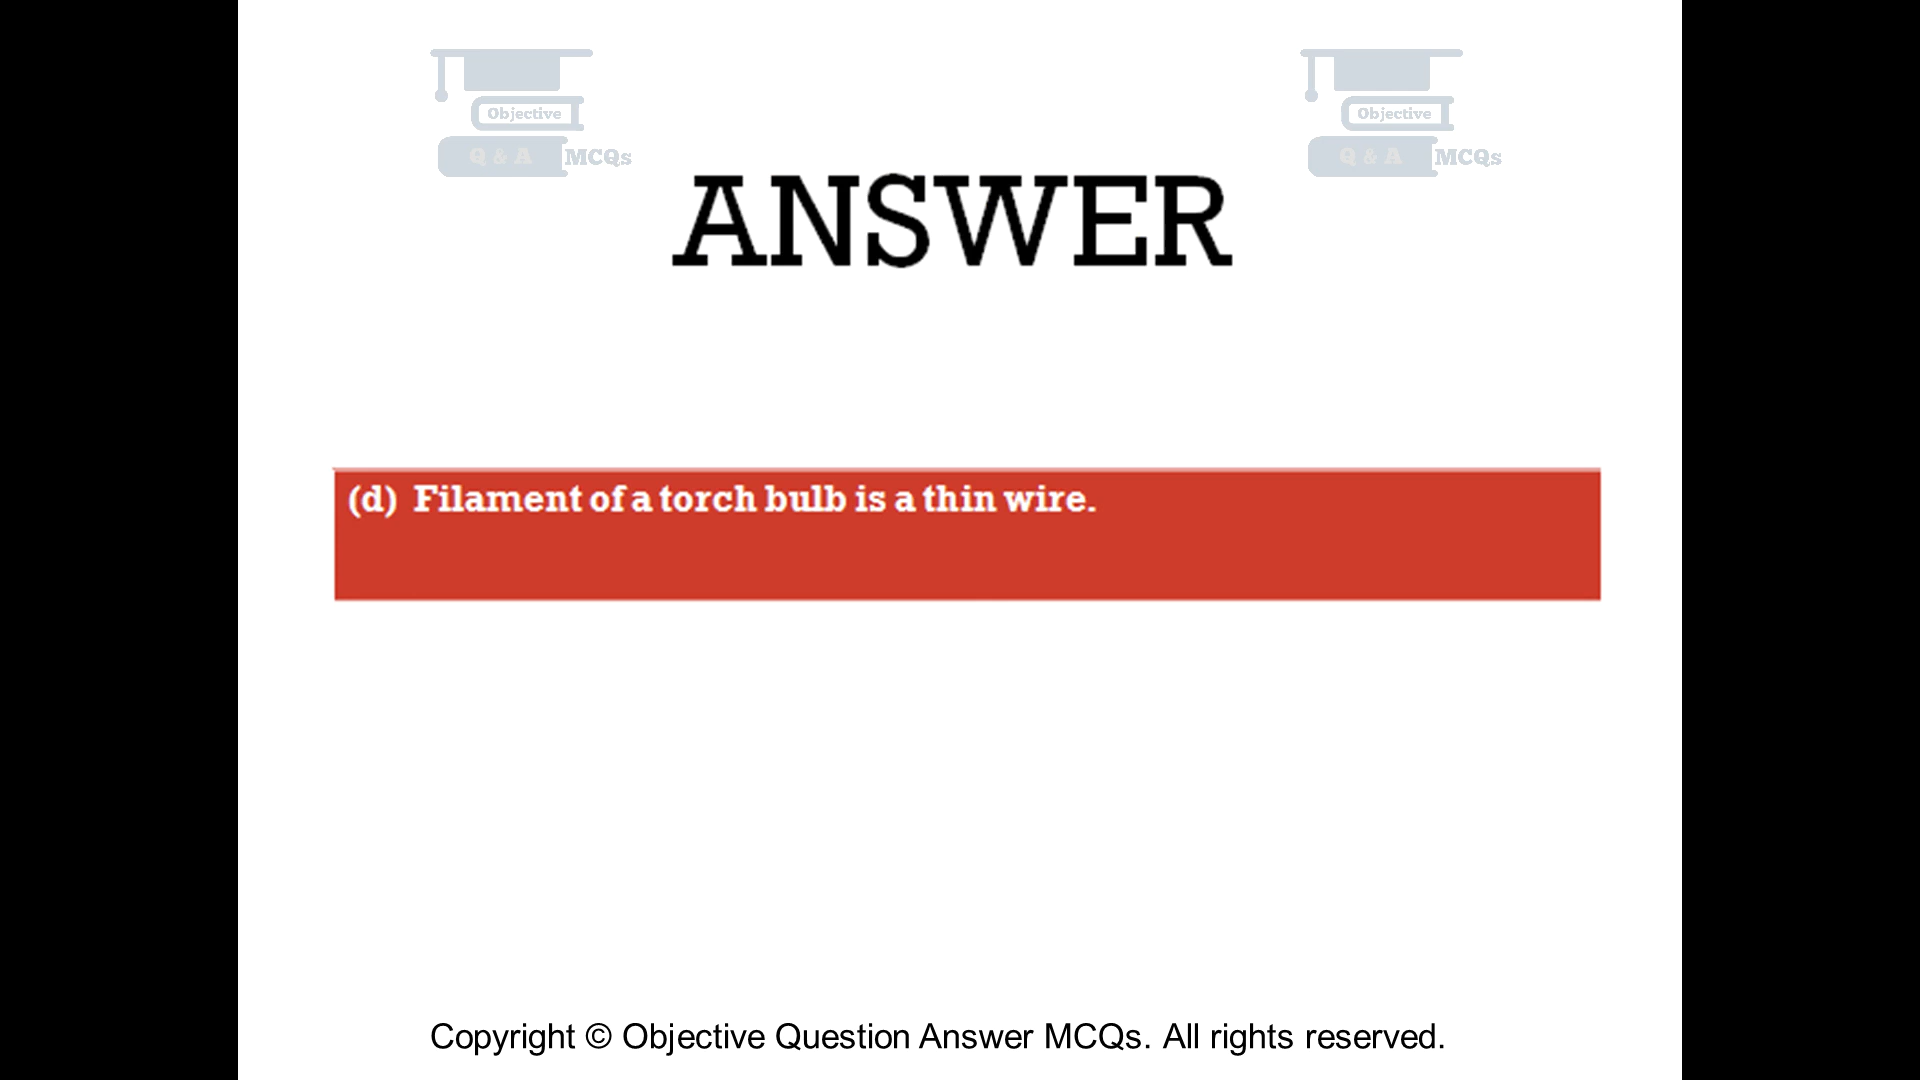 Objective
Q & A MCQs
Objective
Q & A MCQs
ANSWER
(d) Filament of a torch bulb is a thin wire.
Copyright © Objective Question Answer MCQs. All rights reserved.